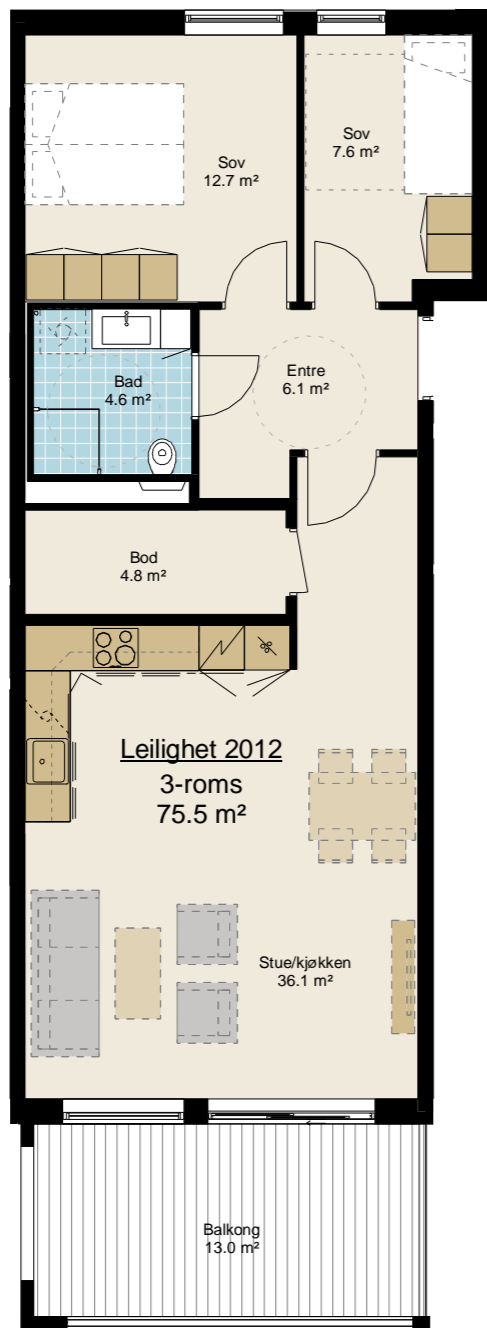 Sov
12.7 m²
Sov
7.6 m²
Entre
6.1 m²
Bad
4.6 m²
Bod
4.8 m²
Leilighet 2012
3-roms
75.5 m²
Stue/kjøkken
36.1 m²
Balkong
13.0 m²